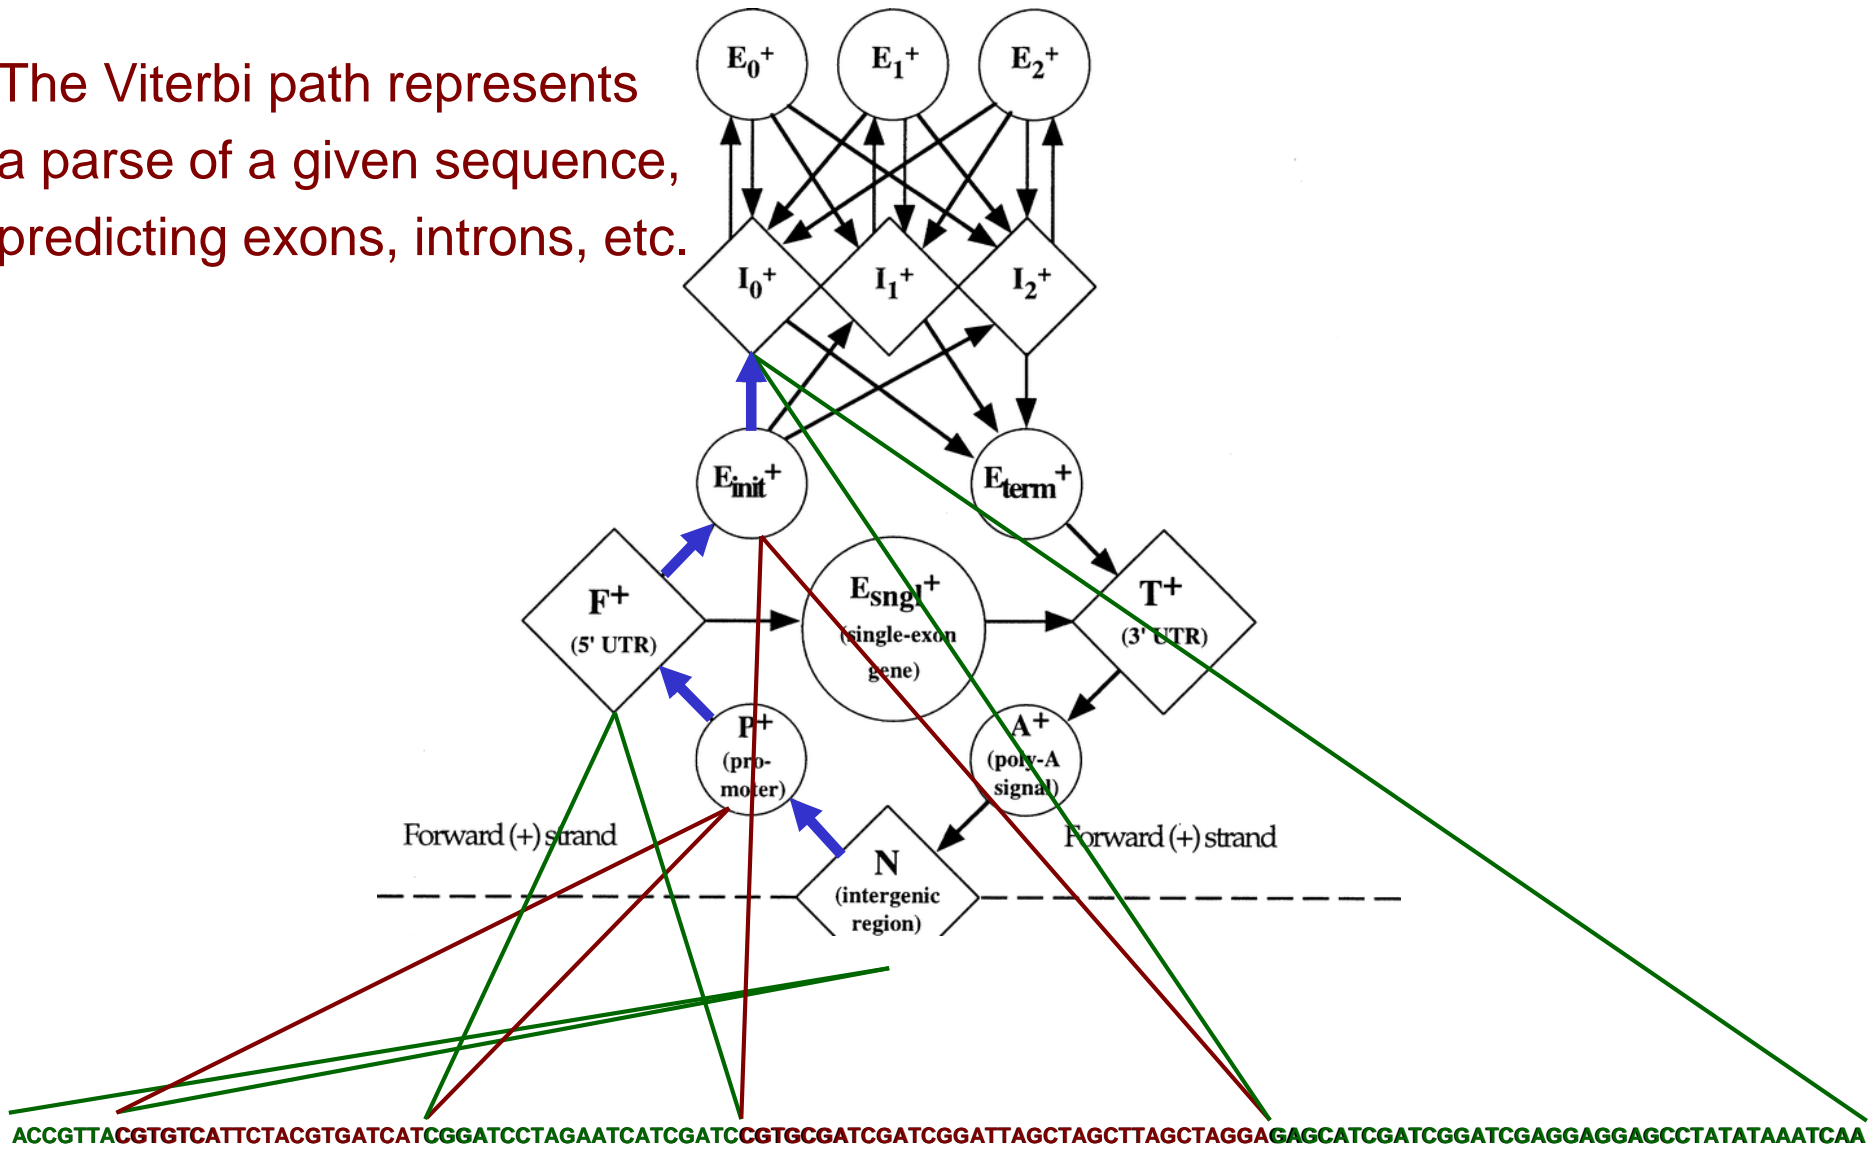 The Viterbi path represents
a parse of a given sequence,
predicting exons, introns, etc.
E0+ E1+ E2+
I0+ I1+ I2+
Einit+ Eterm+
F+
(5' UTR)
Esngl+
(single-exon
gene)
T+
(3' UTR)
P+
(pro-
moter)
A+
(poly-A
signal)
Forward (+) strand
Forward (+) strand
N
(intergenic
region)
ACCGTTACGTGTCATTCTACGTGATCATCGGATCCTAGAATCATCGATCCGTGCGATCGATCGGATTAGCTAGCTTAGCTAGGAGAGCATCGATCGGATCGAGGAGGAGCCTATATAAATCAA